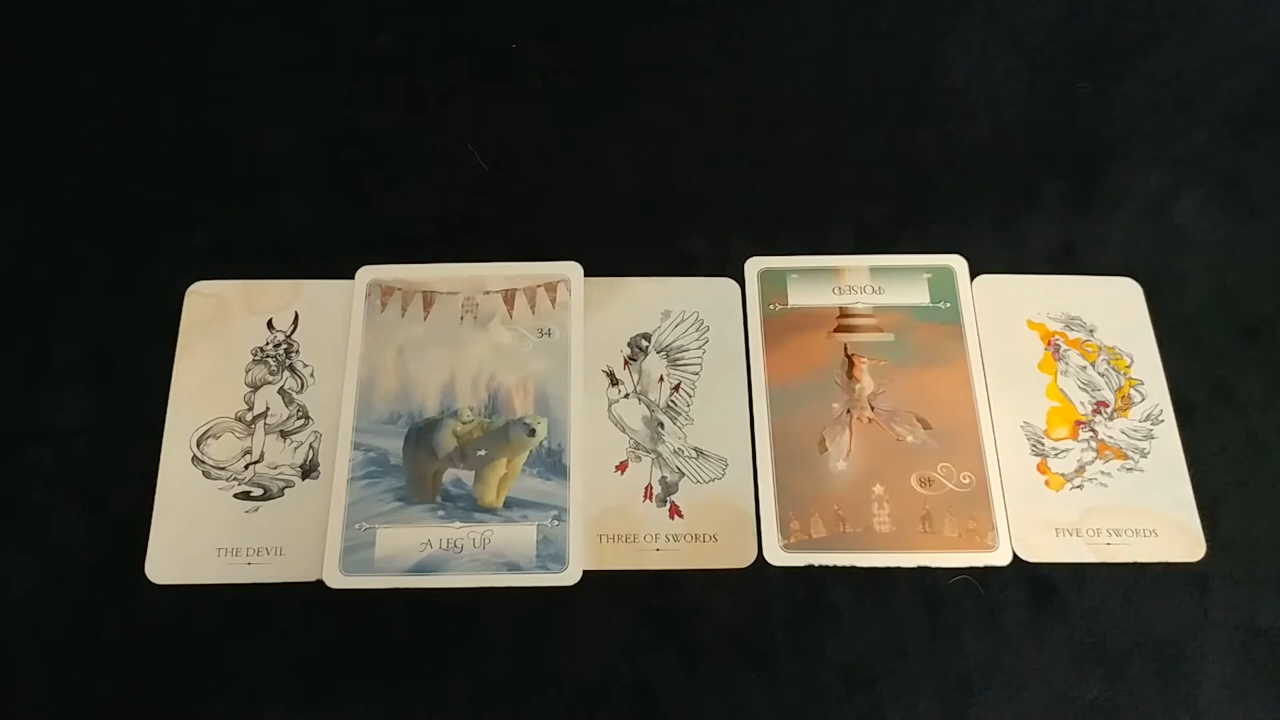 THE DEVIL
34
A LEG UP
THREE OF SWORDS
POISED
48
FIVE OF SWORDS